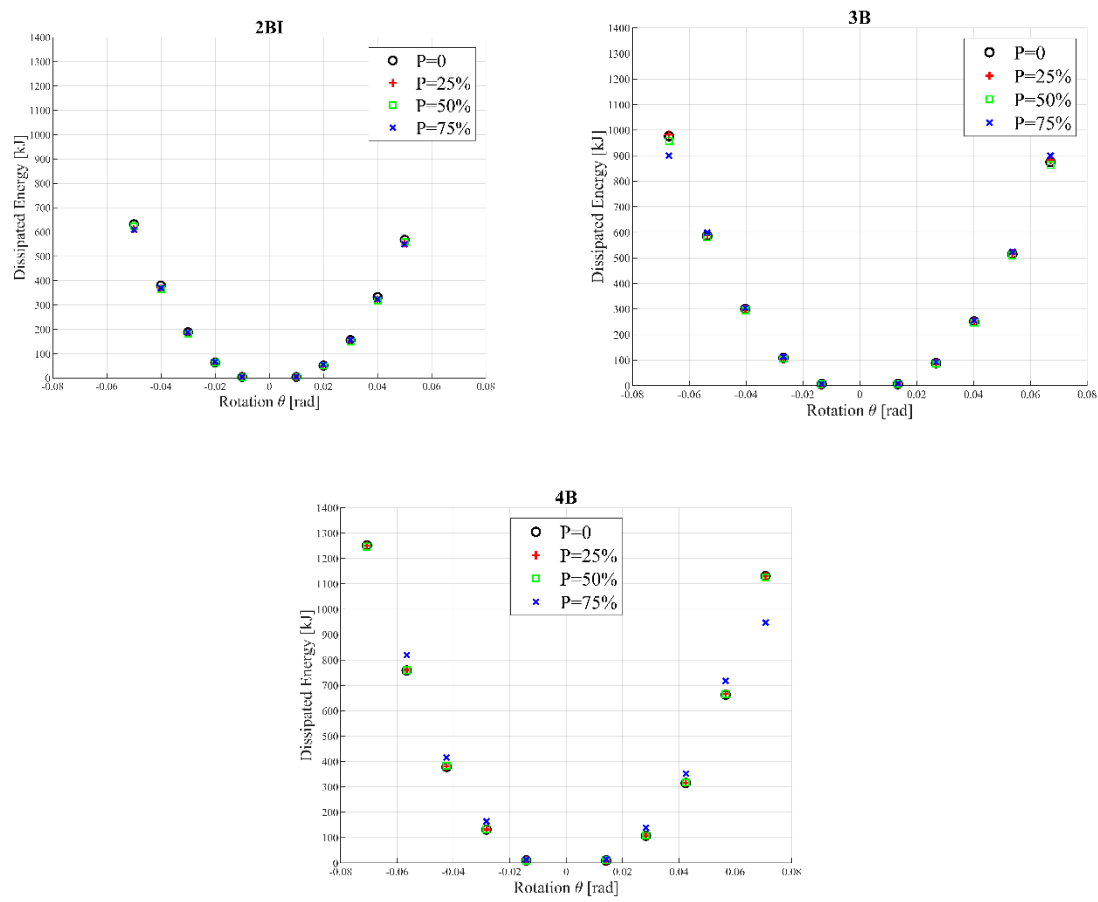 2BI
1400
1300
1200
1100
1000
900
800
700
600
500
400
300
200
100
0
Dissipated Energy [kJ]
P=0
P=25%
P=50%
P=75%
-0.08 -0.06 -0.04 -0.02 0 0.02 0.04 0.06 0.08
Rotation θ [rad]
3B
1400
1300
1200
1100
1000
900
800
700
600
500
400
300
200
100
0
Dissipated Energy [kJ]
P=0
P=25%
P=50%
P=75%
-0.08 -0.06 -0.04 -0.02 0 0.02 0.04 0.06 0.08
Rotation θ [rad]
4B
1400
1300
1200
1100
1000
900
800
700
600
500
400
300
200
100
0
Dissipated Energy [kJ]
P=0
P=25%
P=50%
P=75%
-0.08 -0.06 -0.04 -0.02 0 0.02 0.04 0.06 0.08
Rotation θ [rad]